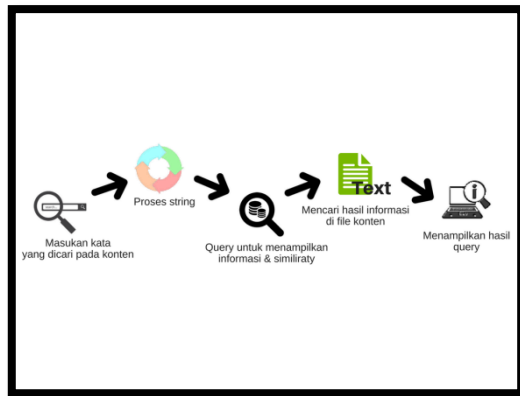 Masukan kata
yang dicari pada konten
Proses string
Query untuk menampilkan
informasi & similiraty
Text
Mencari hasil informasi
di file konten
Menampilkan hasil
query